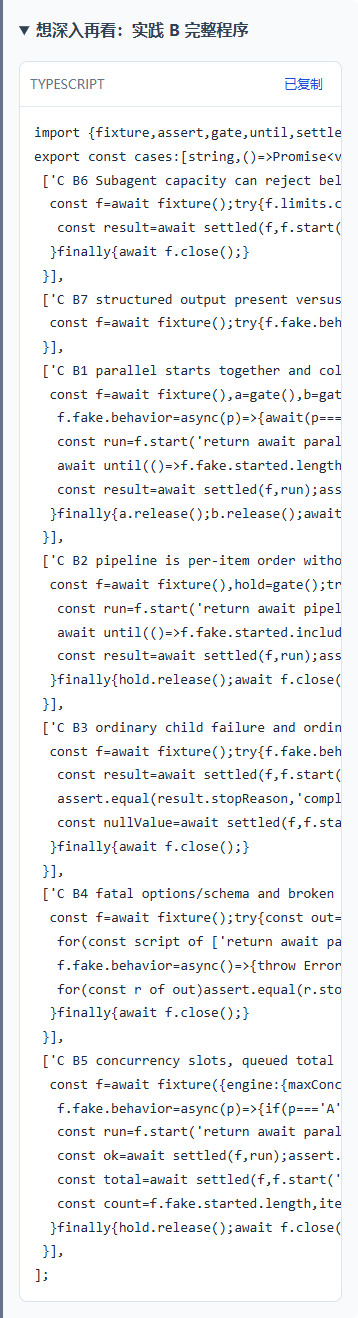 ▼ 想深入再看：实践 B 完整程序
TYPESCRIPT 已复制
import {fixture,assert,gate,until,settle
export const cases:[string,()=>Promise<v
['C B6 Subagent capacity can reject bel
const f=await fixture();try{f.limits.c
const result=await settled(f,f.start(
}finally{await f.close();}
}],
['C B7 structured output present versus
const f=await fixture();try{f.fake.beh
}],
['C B1 parallel starts together and col
const f=await fixture(),a=gate(),b=gat
f.fake.behavior=async(p)=>{await(p===
const run=f.start('return await paral
await until(()=>f.fake.started.length
const result=await settled(f,run);ass
}finally{a.release();b.release();await
}],
['C B2 pipeline is per-item order witho
const f=await fixture(),hold=gate();tr
const run=f.start('return await pipel
await until(()=>f.fake.started.includ
const result=await settled(f,run);ass
}finally{hold.release();await f.close(
}],
['C B3 ordinary child failure and ordin
const f=await fixture();try{f.fake.beh
const result=await settled(f,f.start(
assert.equal(result.stopReason,'compl
const nullValue=await settled(f,f.sta
}finally{await f.close();}
}],
['C B4 fatal options/schema and broken
const f=await fixture();try{const out=
for(const script of ['return await pa
f.fake.behavior=async()=>{throw Error
for(const r of out)assert.equal(r.sto
}finally{await f.close();}
}],
['C B5 concurrency slots, queued total
const f=await fixture({engine:{maxConc
f.fake.behavior=async(p)=>{if(p==='A'
const run=f.start('return await paral
const ok=await settled(f,run);assert.
const total=await settled(f,f.start('
const count=f.fake.started.length,ite
}finally{hold.release();await f.close(
}],
];